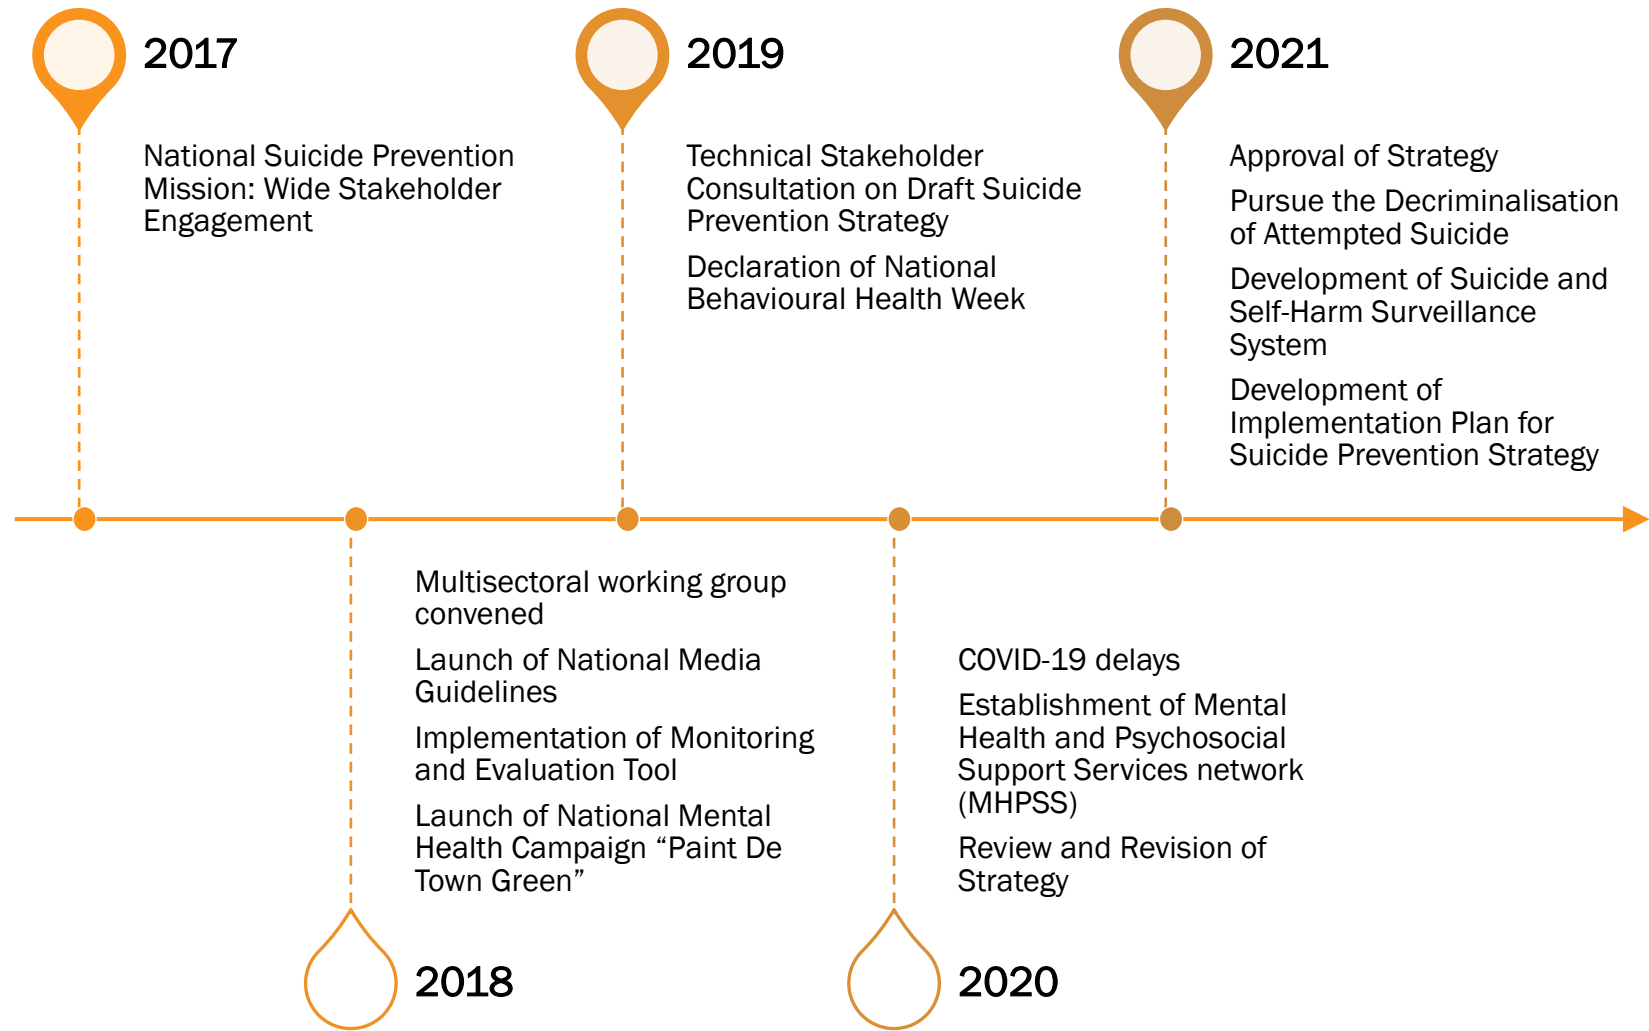 2017
National Suicide Prevention
Mission: Wide Stakeholder
Engagement
2019
Technical Stakeholder
Consultation on Draft Suicide
Prevention Strategy
Declaration of National
Behavioural Health Week
2021
Approval of Strategy
Pursue the Decriminalisation
of Attempted Suicide
Development of Suicide and
Self-Harm Surveillance
System
Development of
Implementation Plan for
Suicide Prevention Strategy
Multisectoral working group
convened
Launch of National Media
Guidelines
Implementation of Monitoring
and Evaluation Tool
Launch of National Mental
Health Campaign “Paint De
Town Green”
2018
COVID-19 delays
Establishment of Mental
Health and Psychosocial
Support Services network
(MHPSS)
Review and Revision of
Strategy
2020